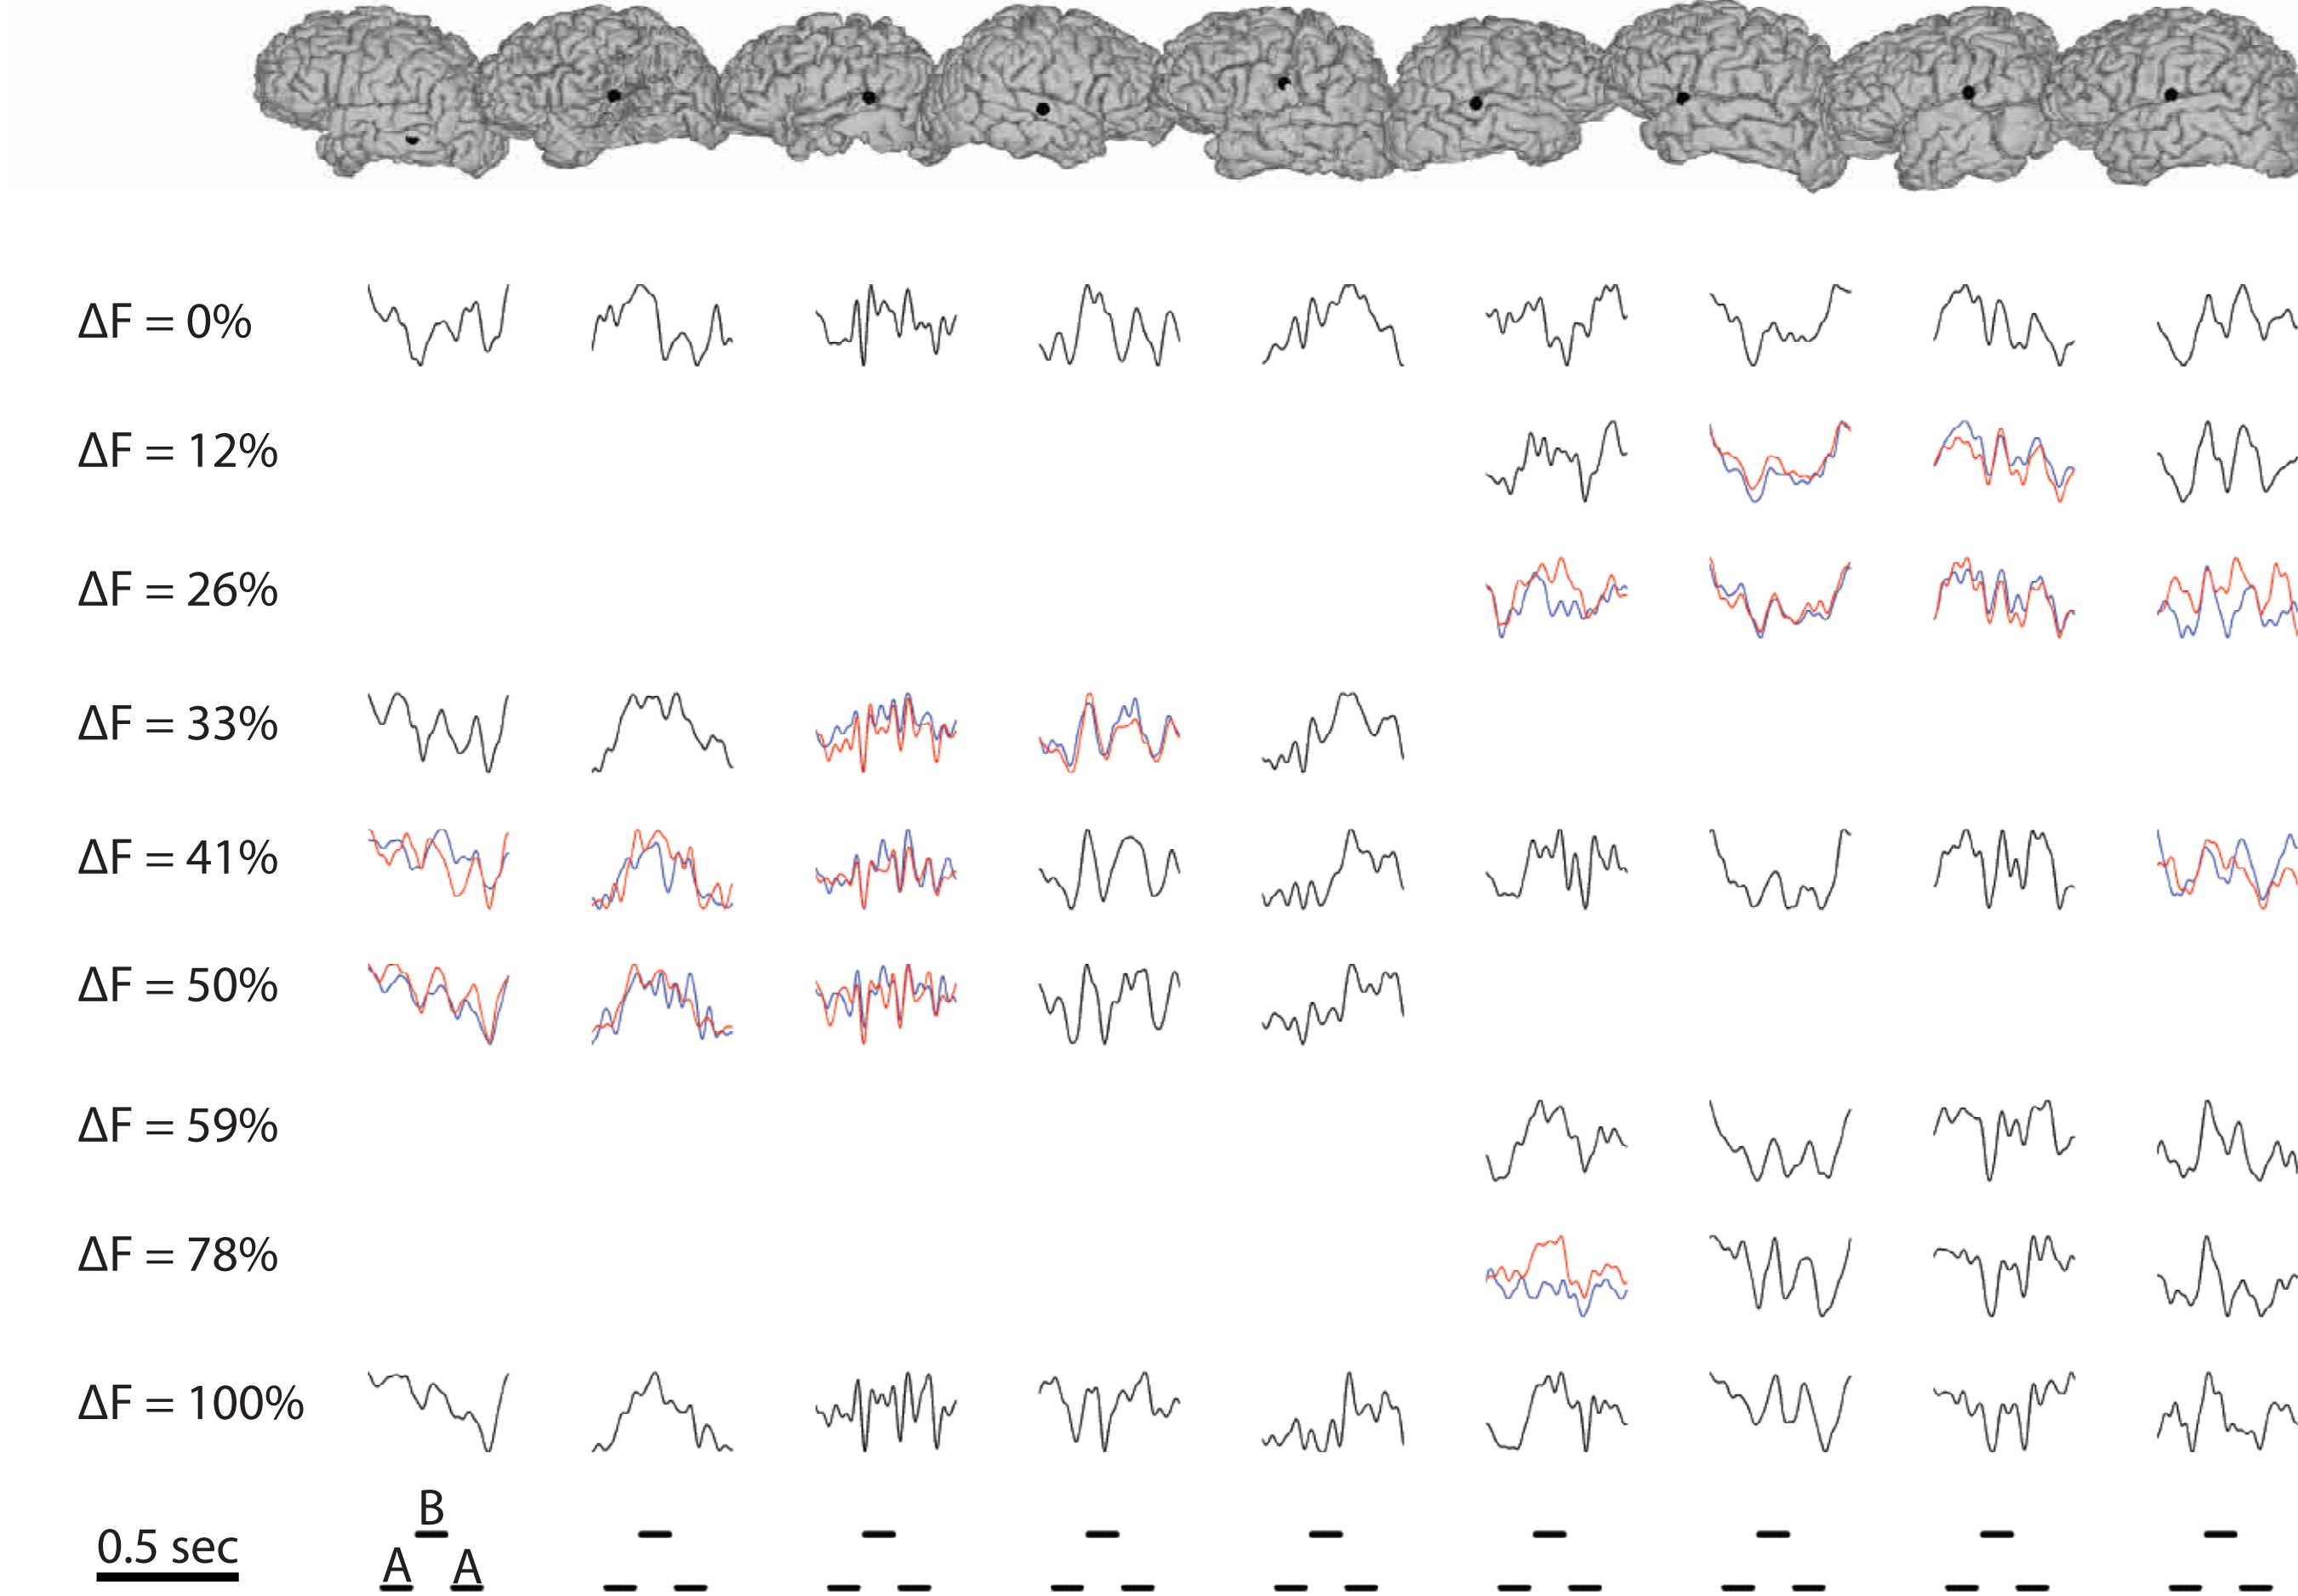 ΔF = 0%
ΔF = 12%
ΔF = 26%
ΔF = 33%
ΔF = 41%
ΔF = 50%
ΔF = 59%
ΔF = 78%
ΔF = 100%
B
0.5 sec
A A